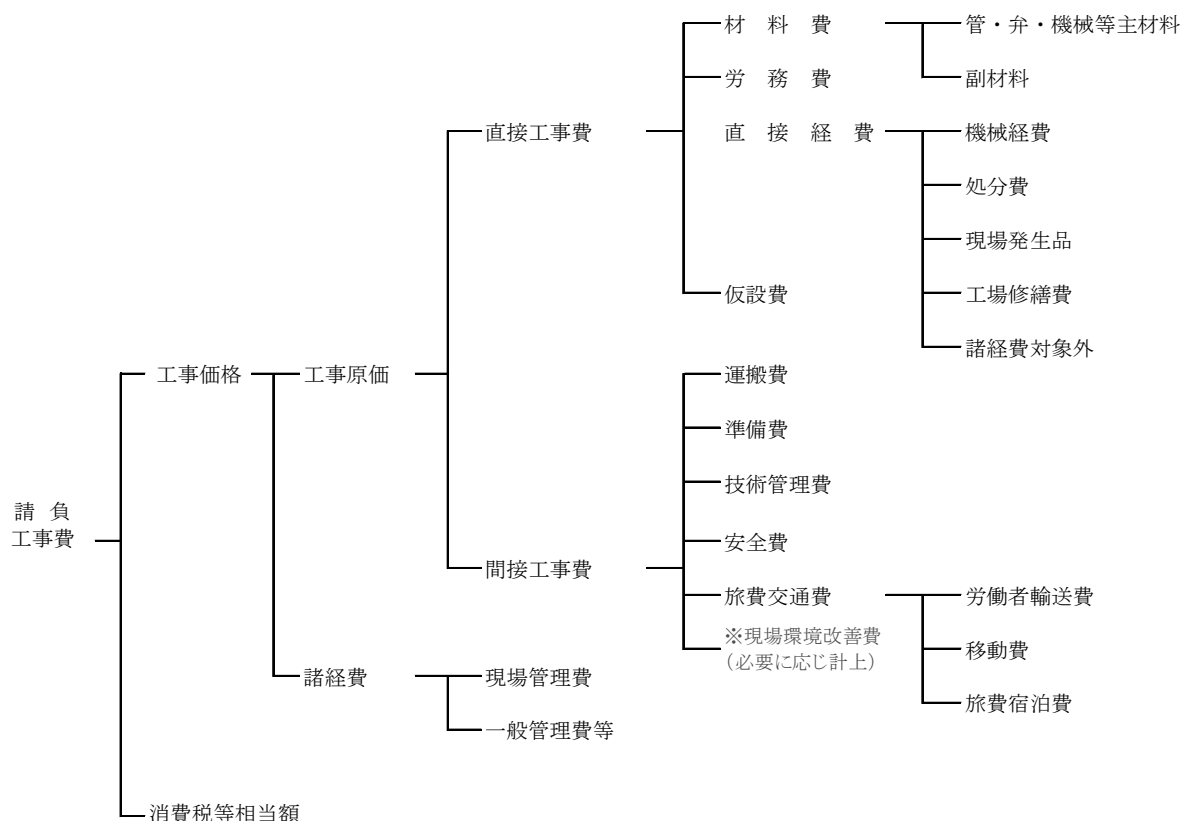 材　料　費
管・弁・機械等主材料
労　務　費
副材料
直接工事費
直　接　経　費
機械経費
処分費
現場発生品
仮設費
工場修繕費
諸経費対象外
工事価格
工事原価
運搬費
準備費
技術管理費
請　負
工事費
安全費
間接工事費
旅費交通費
労働者輸送費
※現場環境改善費
（必要に応じ計上）
移動費
諸経費
現場管理費
旅費宿泊費
一般管理費等
消費税等相当額